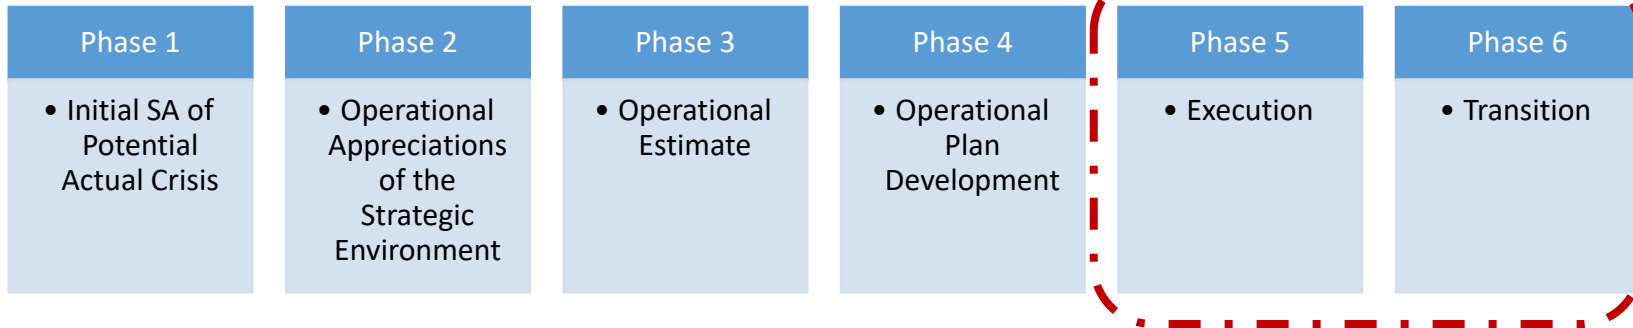 Phase 1
• Initial SA of
Potential
Actual Crisis
Phase 2
• Operational
Appreciations
of the
Strategic
Environment
Phase 3
• Operational
Estimate
Phase 4
• Operational
Plan
Development
Phase 5
• Execution
Phase 6
• Transition